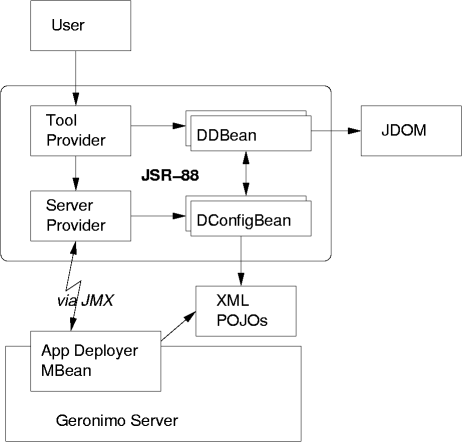 User
Tool
Provider
DDBean
JDOM
JSR–88
Server
Provider
DConfigBean
via JMX
XML
POJOs
App Deployer
MBean
Geronimo Server